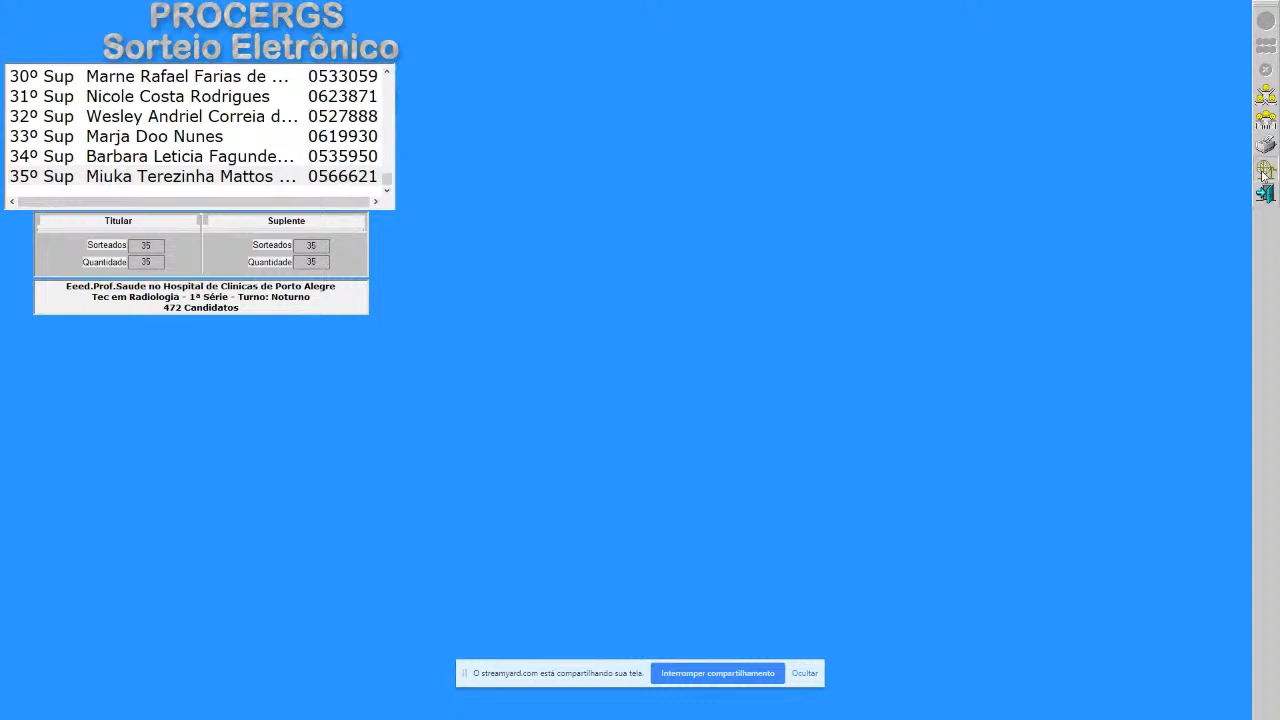 PROCERGS
Sorteio Eletrônico
30º Sup Marne Rafael Farias de ... 0533059
31º Sup Nicole Costa Rodrigues 0623871
32º Sup Wesley Andriel Correia d... 0527888
33º Sup Marja Doo Nunes 0619930
34º Sup Barbara Leticia Fagunde... 0535950
35º Sup Miuka Terezinha Mattos ... 0566621
Titular Suplente
Sorteados 35 Sorteados 35
Quantidade 35 Quantidade 35
Eeed.Prof.Saude no Hospital de Clinicas de Porto Alegre
Tec em Radiologia - 1ª Série - Turno: Noturno
472 Candidatos
O streamyard.com está compartilhando sua tela. Interromper compartilhamento Ocultar